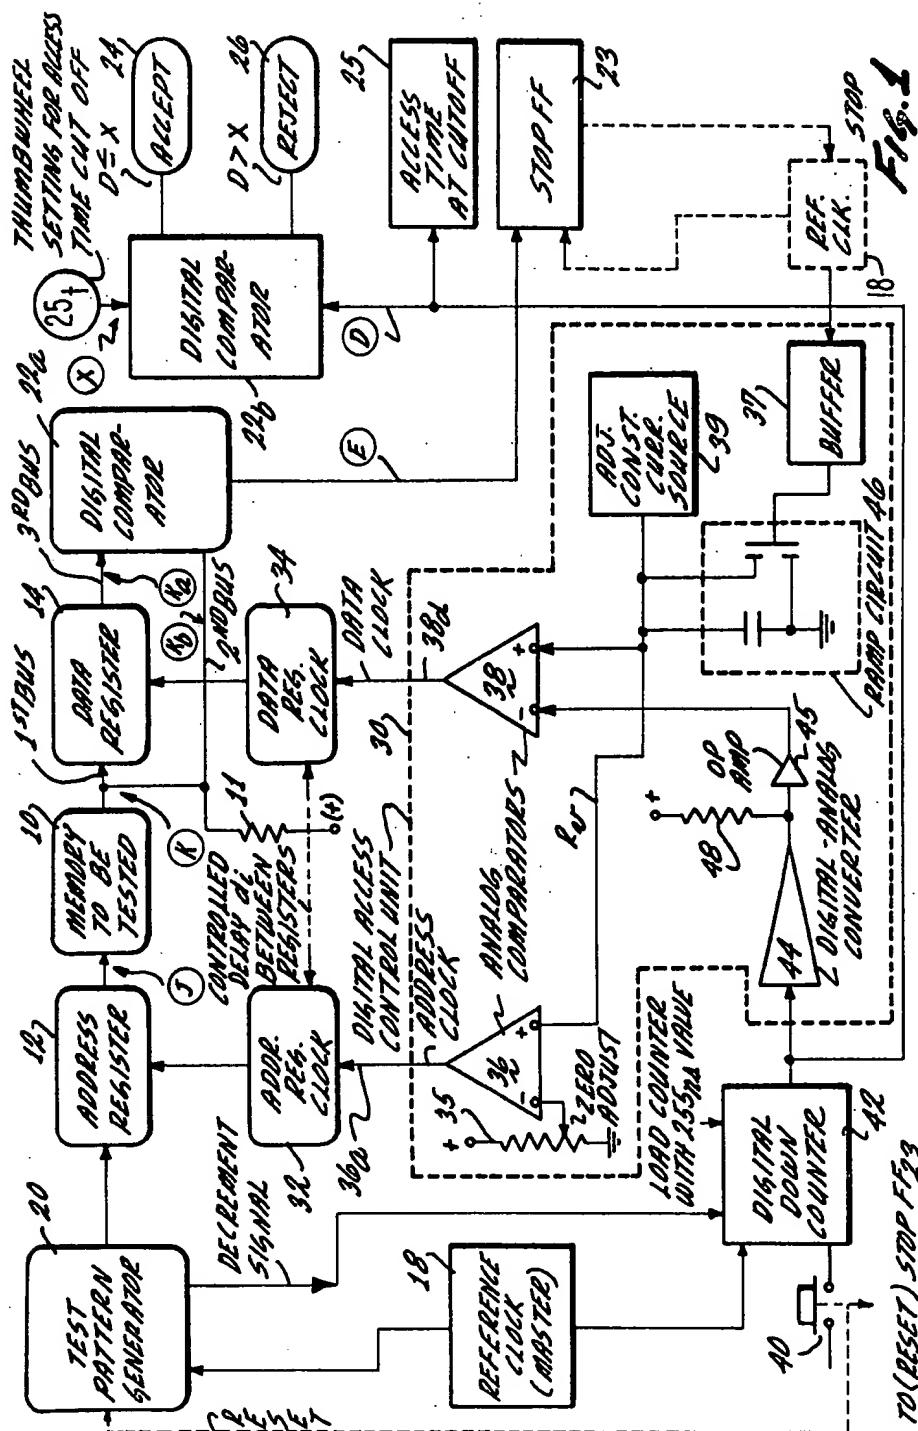 THUMBWHEEL
SETTING FOR ACCESS
TIME CUT OFF
25t
X
D ≤ X
24
ACCEPT
D > X
26
REJECT
DIGITAL
COMPAR-
ATOR
22b
D
25
ACCESS
TIME
AT CUTOFF
STOP FF
23
STOP
REF.
CLK.
18
Fig. 1
22a
DIGITAL
COMPAR-
ATOR
3RD BUS
Ka
Kb
2ND BUS
E
14
DATA
REGISTER
1ST BUS
K
10
MEMORY
TO BE
TESTED
J
12
ADDRESS
REGISTER
20
TEST
PATTERN
GENERATOR
RESET
34
DATA
REG.
CLOCK
DATA
CLOCK
38a
11
(+)
CONTROLLED
DELAY di
BETWEEN
REGISTERS
ADDR.
REG.
CLOCK
32
36a
ADDRESS
CLOCK
DIGITAL ACCESS
CONTROL UNIT
30
DECREMENT
SIGNAL
18
REFERENCE
CLOCK
(MASTER)
38
- +
ANALOG
COMPARATORS
36
- +
+
35
ZERO
ADJUST
ADJ.
CONST.
CURR.
SOURCE
39
BUFFER
37
RAMP CIRCUIT 46
OP
AMP
45
+
48
44
DIGITAL-ANALOG
CONVERTER
LOAD COUNTER
WITH 255ns VALUE
DIGITAL
DOWN
COUNTER
42
40
TO (RESET) STOP FF 23